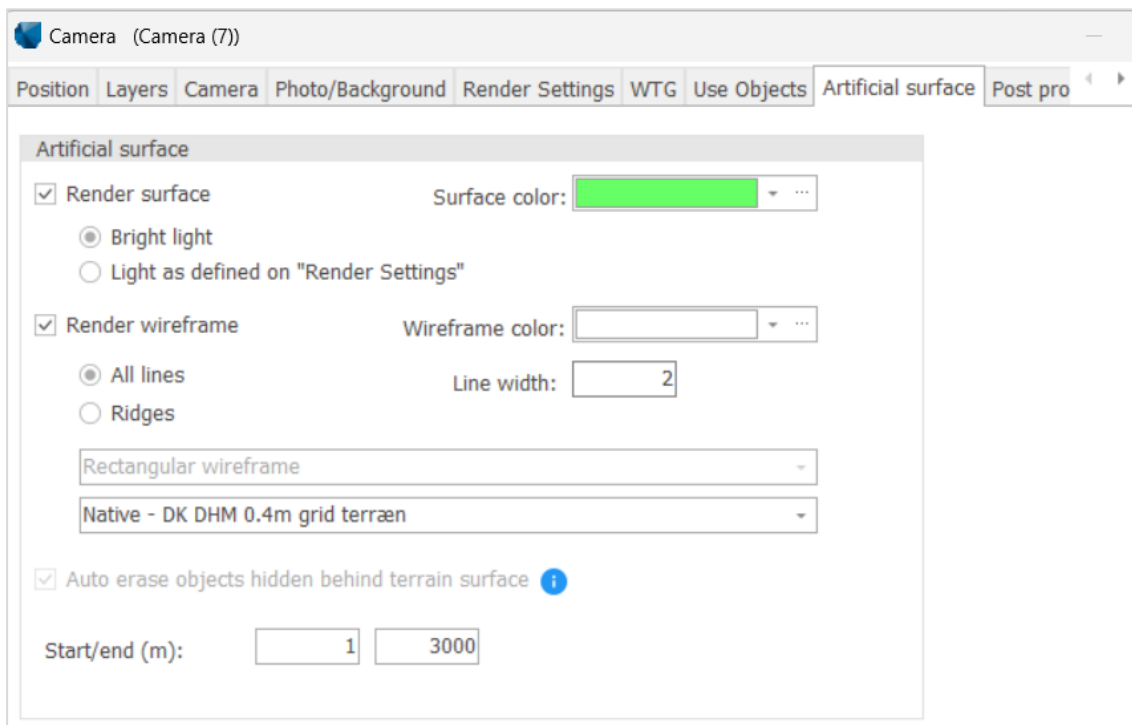 Camera (Camera (7))
Position Layers Camera Photo/Background Render Settings WTG Use Objects Artificial surface Post pro
Artificial surface
Render surface Surface color:
Bright light
Light as defined on "Render Settings"
Render wireframe Wireframe color:
All lines Line width: 2
Ridges
Rectangular wireframe
Native - DK DHM 0.4m grid terræn
Auto erase objects hidden behind terrain surface
Start/end (m): 1 3000